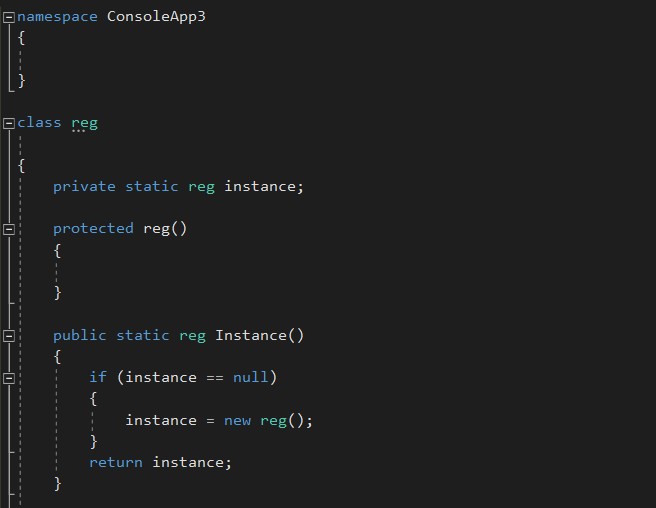 namespace ConsoleApp3
{
}
class reg
{
private static reg instance;
protected reg()
{
}
public static reg Instance()
{
if (instance == null)
{
instance = new reg();
}
return instance;
}